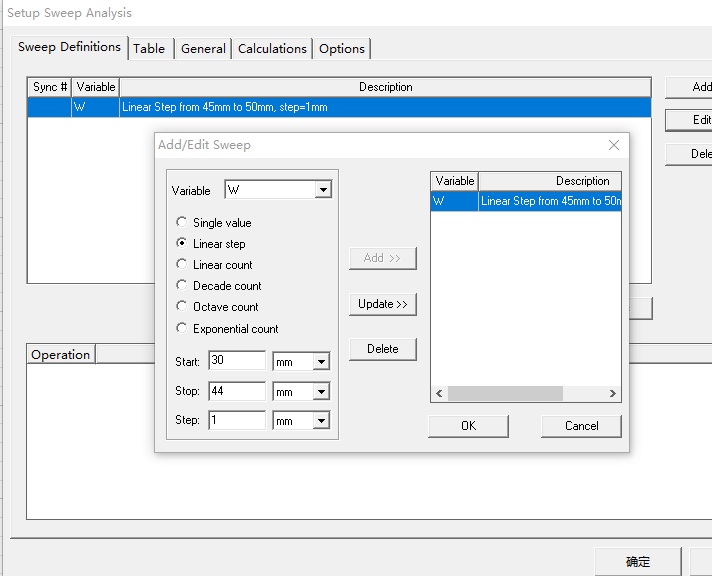 Setup Sweep Analysis
Sweep Definitions Table General Calculations Options
Sync # Variable Description
W Linear Step from 45mm to 50mm, step=1mm
Add
Edit
Dele
Add/Edit Sweep
Variable W
Single value
Linear step
Linear count
Decade count
Octave count
Exponential count
Start: 30 mm
Stop: 44 mm
Step: 1 mm
Add >>
Update >>
Delete
Variable Description
W Linear Step from 45mm to 50m
OK Cancel
Operation
确定